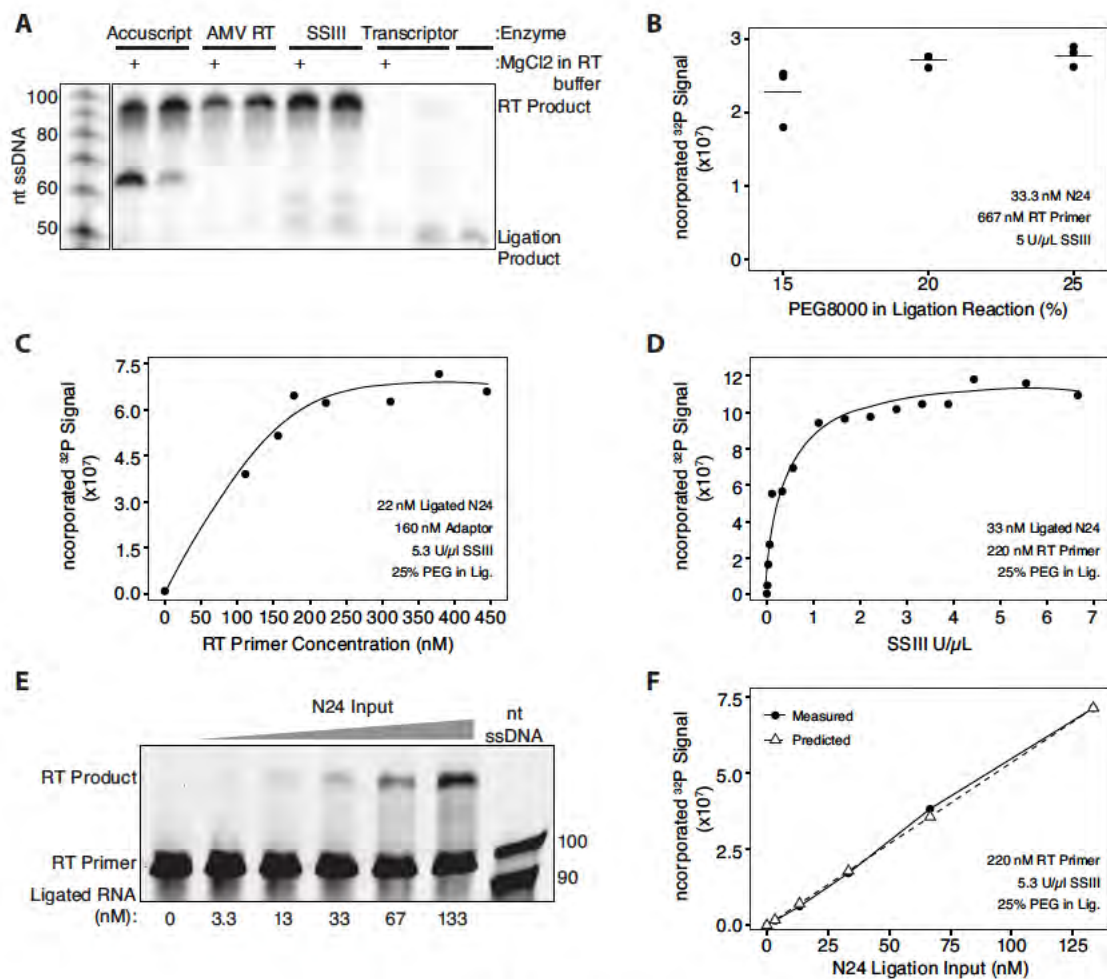 A
Accuscript AMV RT SSIII Transcriptor :Enzyme
+ + + + :MgCl2 in RT
buffer
100
80
60
50
nt ssDNA
RT Product
Ligation
Product
B
3
2
1
0
ncorporated ³²P Signal
(x10⁷)
33.3 nM N24
667 nM RT Primer
5 U/µL SSIII
15 20 25
PEG8000 in Ligation Reaction (%)
C
7.5
6.0
4.5
3.0
1.5
0.0
ncorporated ³²P Signal
(x10⁷)
22 nM Ligated N24
160 nM Adaptor
5.3 U/µl SSIII
25% PEG in Lig.
0 50 100 150 200 250 300 350 400 450
RT Primer Concentration (nM)
D
12
10
8
6
4
2
0
ncorporated ³²P Signal
(x10⁷)
33 nM Ligated N24
220 nM RT Primer
25% PEG in Lig.
0 1 2 3 4 5 6 7
SSIII U/µL
E
N24 Input
nt
ssDNA
RT Product
RT Primer
100
90
Ligated RNA
(nM): 0 3.3 13 33 67 133
F
7.5
5.0
2.5
0.0
ncorporated ³²P Signal
(x10⁷)
Measured
Predicted
220 nM RT Primer
5.3 U/µl SSIII
25% PEG in Lig.
0 25 50 75 100 125
N24 Ligation Input (nM)